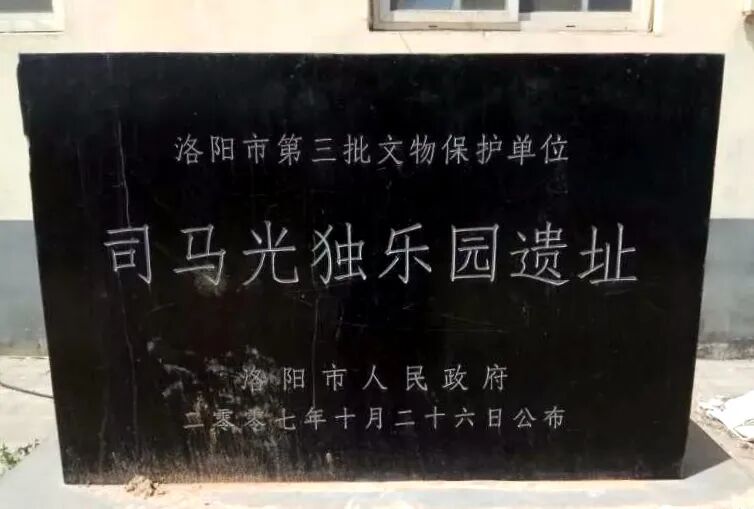 洛阳市第三批文物保护单位
司马光独乐园遗址
洛阳市人民政府
二零零七年十月二十六日公布